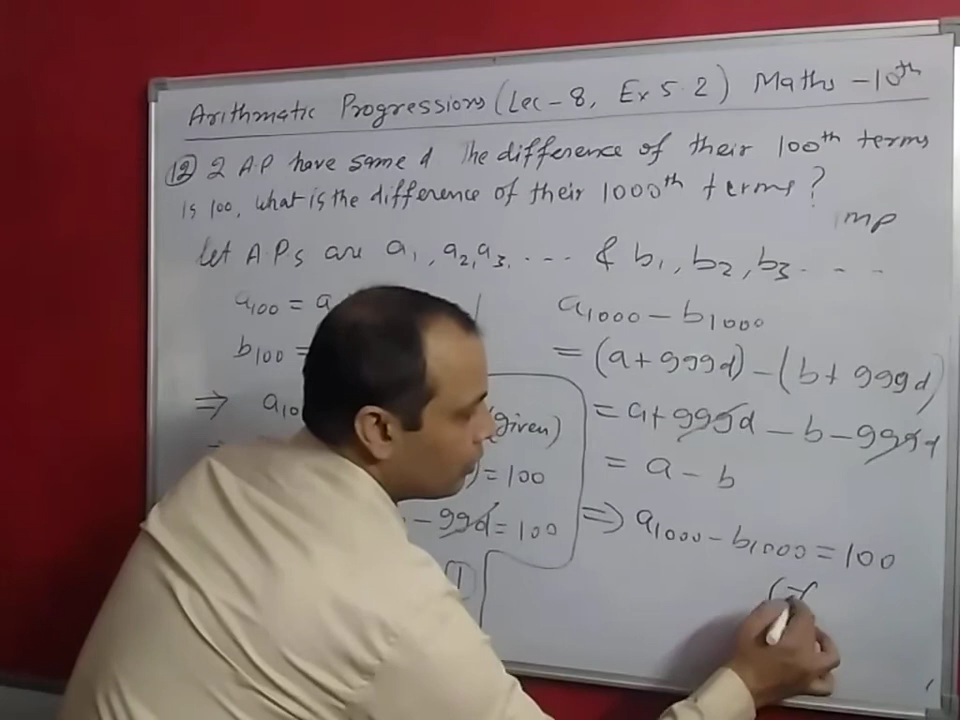 Arithmatic Progressions (Lec-8, Ex 5.2) Maths -10th
12 2 AP have same d The difference of their 100th terms
is 100, what is the difference of their 1000th terms?
Imp
let A.Ps are a1, a2, a3, .... & b1, b2, b3 ....
a100 = a
b100 =
⇒ a10
(given)
) = 100
- 99d = 100
1
a1000 - b1000
= (a + 999d) - (b + 999d)
= a + 999d - b - 999d
= a - b
⇒ a1000 - b1000 = 100